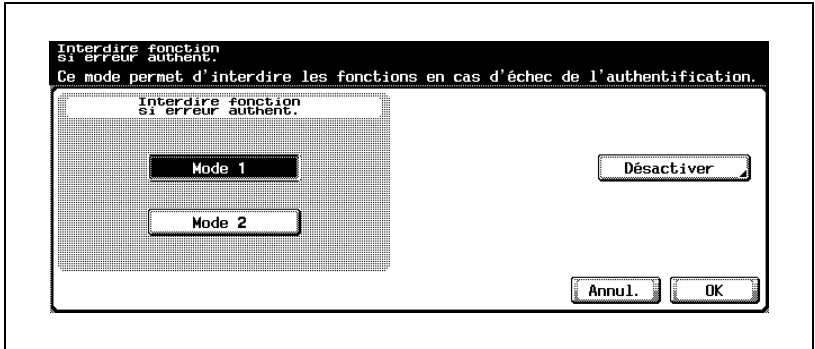 Interdire fonction
si erreur authent.
Ce mode permet d'interdire les fonctions en cas d'échec de l'authentification.
Interdire fonction
si erreur authent.
Mode 1
Désactiver
Mode 2
Annul.
OK